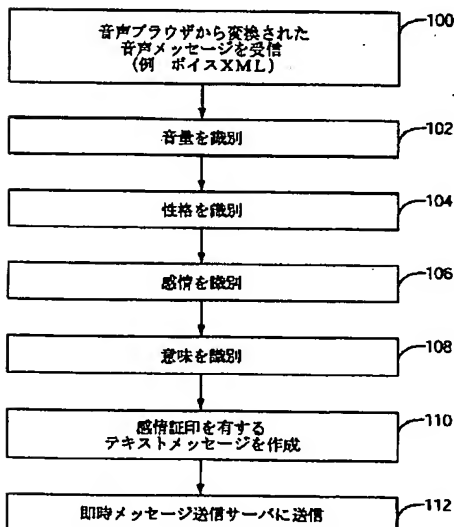 音声ブラウザから変換された
音声メッセージを受信
(例 ボイスXML)
100
音量を識別
102
性格を識別
104
感情を識別
106
意味を識別
108
感情証印を有する
テキストメッセージを作成
110
即時メッセージ送信サーバに送信
112